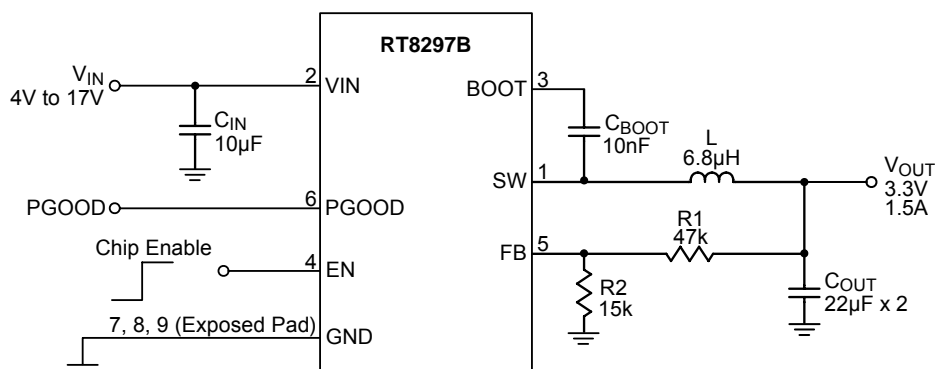 RT8297B
VIN
4V to 17V
2
VIN
CIN
10µF
BOOT
3
CBOOT
10nF
L
6.8µH
SW
1
VOUT
3.3V
1.5A
PGOOD
6
PGOOD
R1
47k
FB
5
Chip Enable
4
EN
R2
15k
COUT
22µF x 2
7, 8, 9 (Exposed Pad)
GND